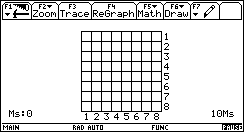 F1▼ F2▼ F3 F4 F5▼ F6▼ F7▼
Zoom Trace ReGraph Math Draw
1
2
3
4
5
6
7
8
Ms:0 10Ms
1 2 3 4 5 6 7 8
MAIN RAD AUTO FUNC PAUSE